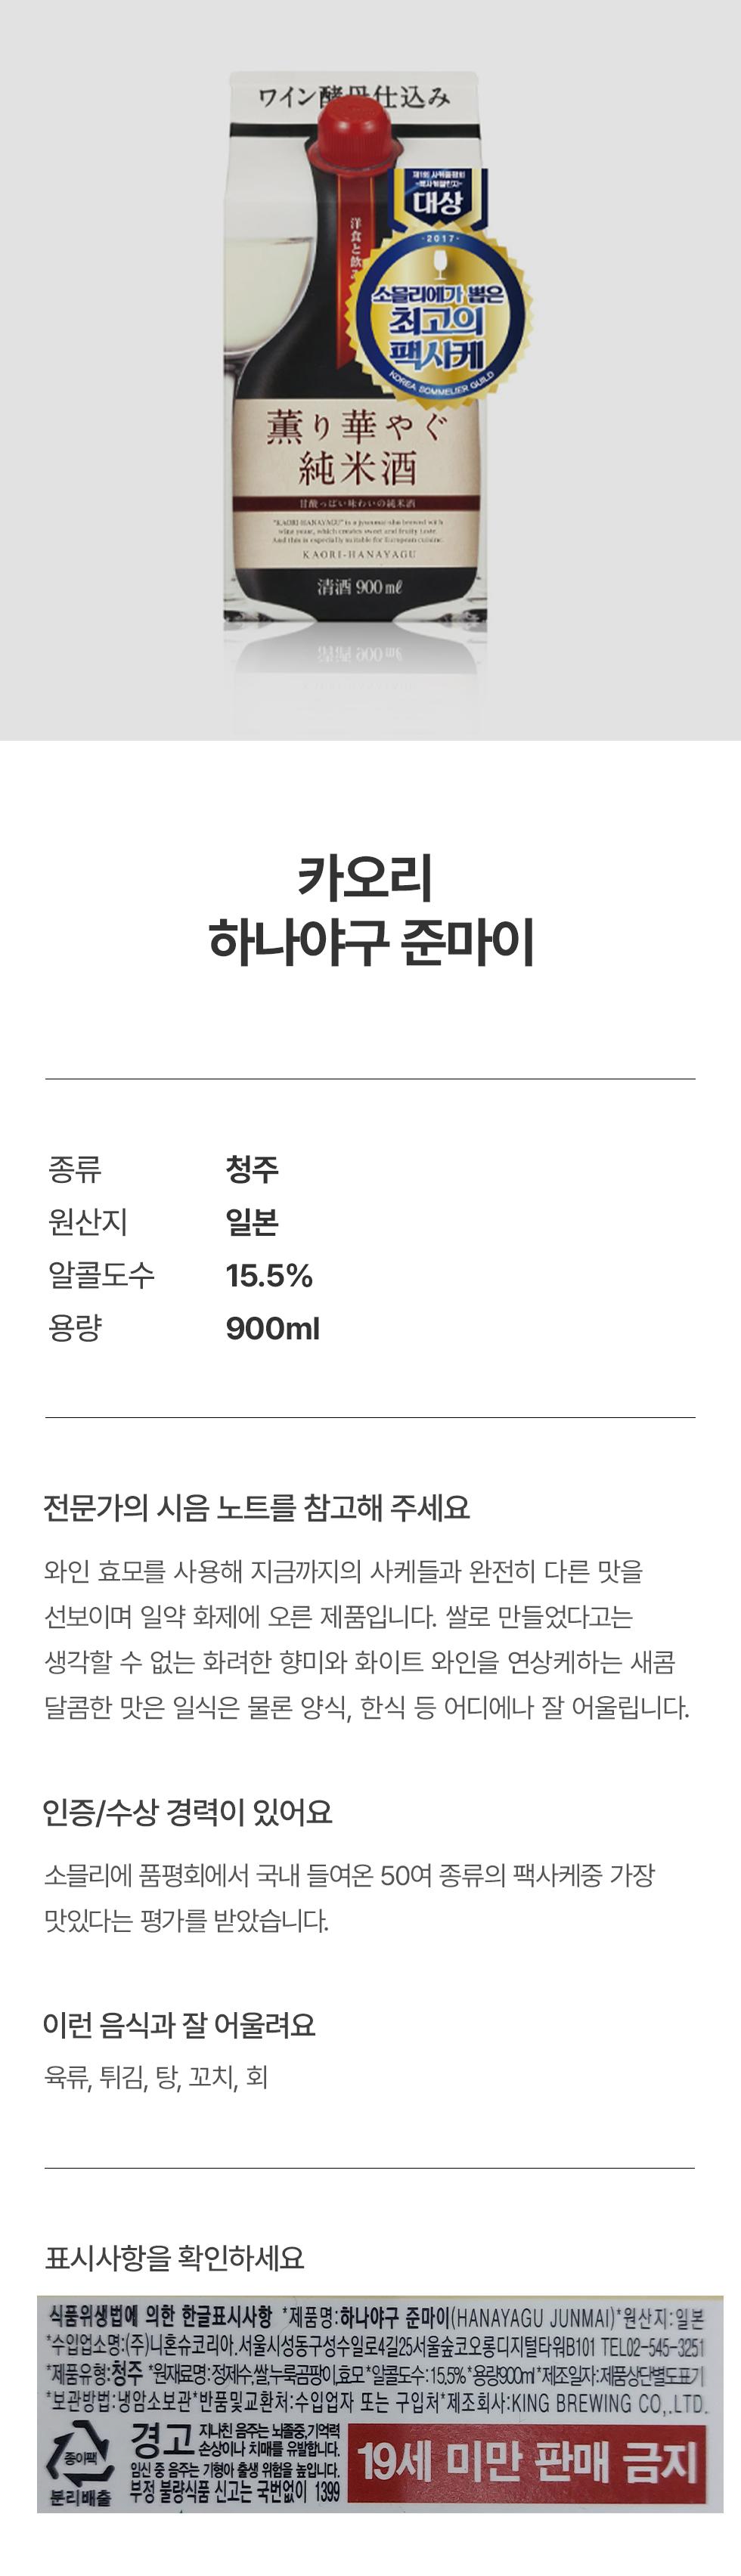 ワイン酵母仕込み
洋食と飲み
제1회 사케품평회
대상
·2017·
소믈리에가 뽑은
최고의
팩사케
KOREA SOMMELIER GUILD
薫り華やぐ
純米酒
甘酸っぱい味わいの純米酒
"KAORI-HANAYAGU" is a jyunmai-shu brewed with
wine yeast, which creates sweet and fruity taste.
And this is especially suitable for European cuisine.
KAORI-HANAYAGU
清酒 900㎖
카오리
하나야구 준마이
종류 청주
원산지 일본
알콜도수 15.5%
용량 900ml
전문가의 시음 노트를 참고해 주세요
와인 효모를 사용해 지금까지의 사케들과 완전히 다른 맛을
선보이며 일약 화제에 오른 제품입니다. 쌀로 만들었다고는
생각할 수 없는 화려한 향미와 화이트 와인을 연상케하는 새콤
달콤한 맛은 일식은 물론 양식, 한식 등 어디에나 잘 어울립니다.
인증/수상 경력이 있어요
소믈리에 품평회에서 국내 들여온 50여 종류의 팩사케중 가장
맛있다는 평가를 받았습니다.
이런 음식과 잘 어울려요
육류, 튀김, 탕, 꼬치, 회
표시사항을 확인하세요
식품위생법에 의한 한글표시사항 *제품명:하나야구 준마이(HANAYAGU JUNMAI)*원산지:일본
*수입업소명:(주)니혼슈코리아.서울시성동구성수일로4길25서울숲코오롱디지털타워B101 TEL02-545-3251
*제품유형:청주 *원재료명:정제수,쌀,누룩곰팡이,효모*알콜도수:15.5%*용량900ml*제조일자:제품상단별도표기
*보관방법:냉암소보관*반품및교환처:수입업자 또는 구입처*제조회사:KING BREWING CO,.LTD.
종이팩
분리배출
경고 지나친 음주는 뇌졸중,기억력
손상이나 치매를 유발합니다.
임신 중 음주는 기형아 출생 위험을 높입니다.
부정 불량식품 신고는 국번없이 1399
19세 미만 판매 금지